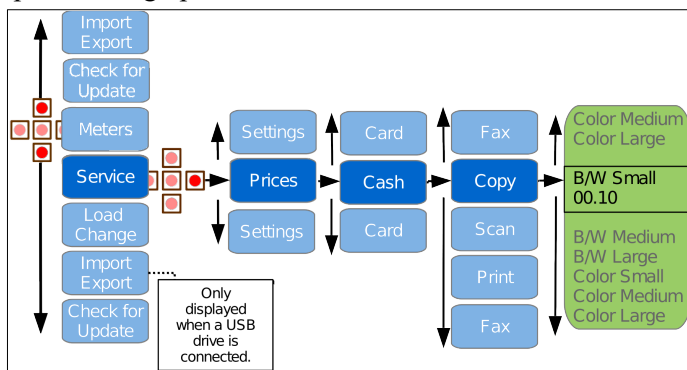 Import
Export
Check for
Update
Meters
Service
Load
Change
Import
Export
Check for
Update
Only
displayed
when a USB
drive is
connected.
Settings
Prices
Settings
Card
Cash
Card
Fax
Copy
Scan
Print
Fax
Color Medium
Color Large
B/W Small
00.10
B/W Medium
B/W Large
Color Small
Color Medium
Color Large